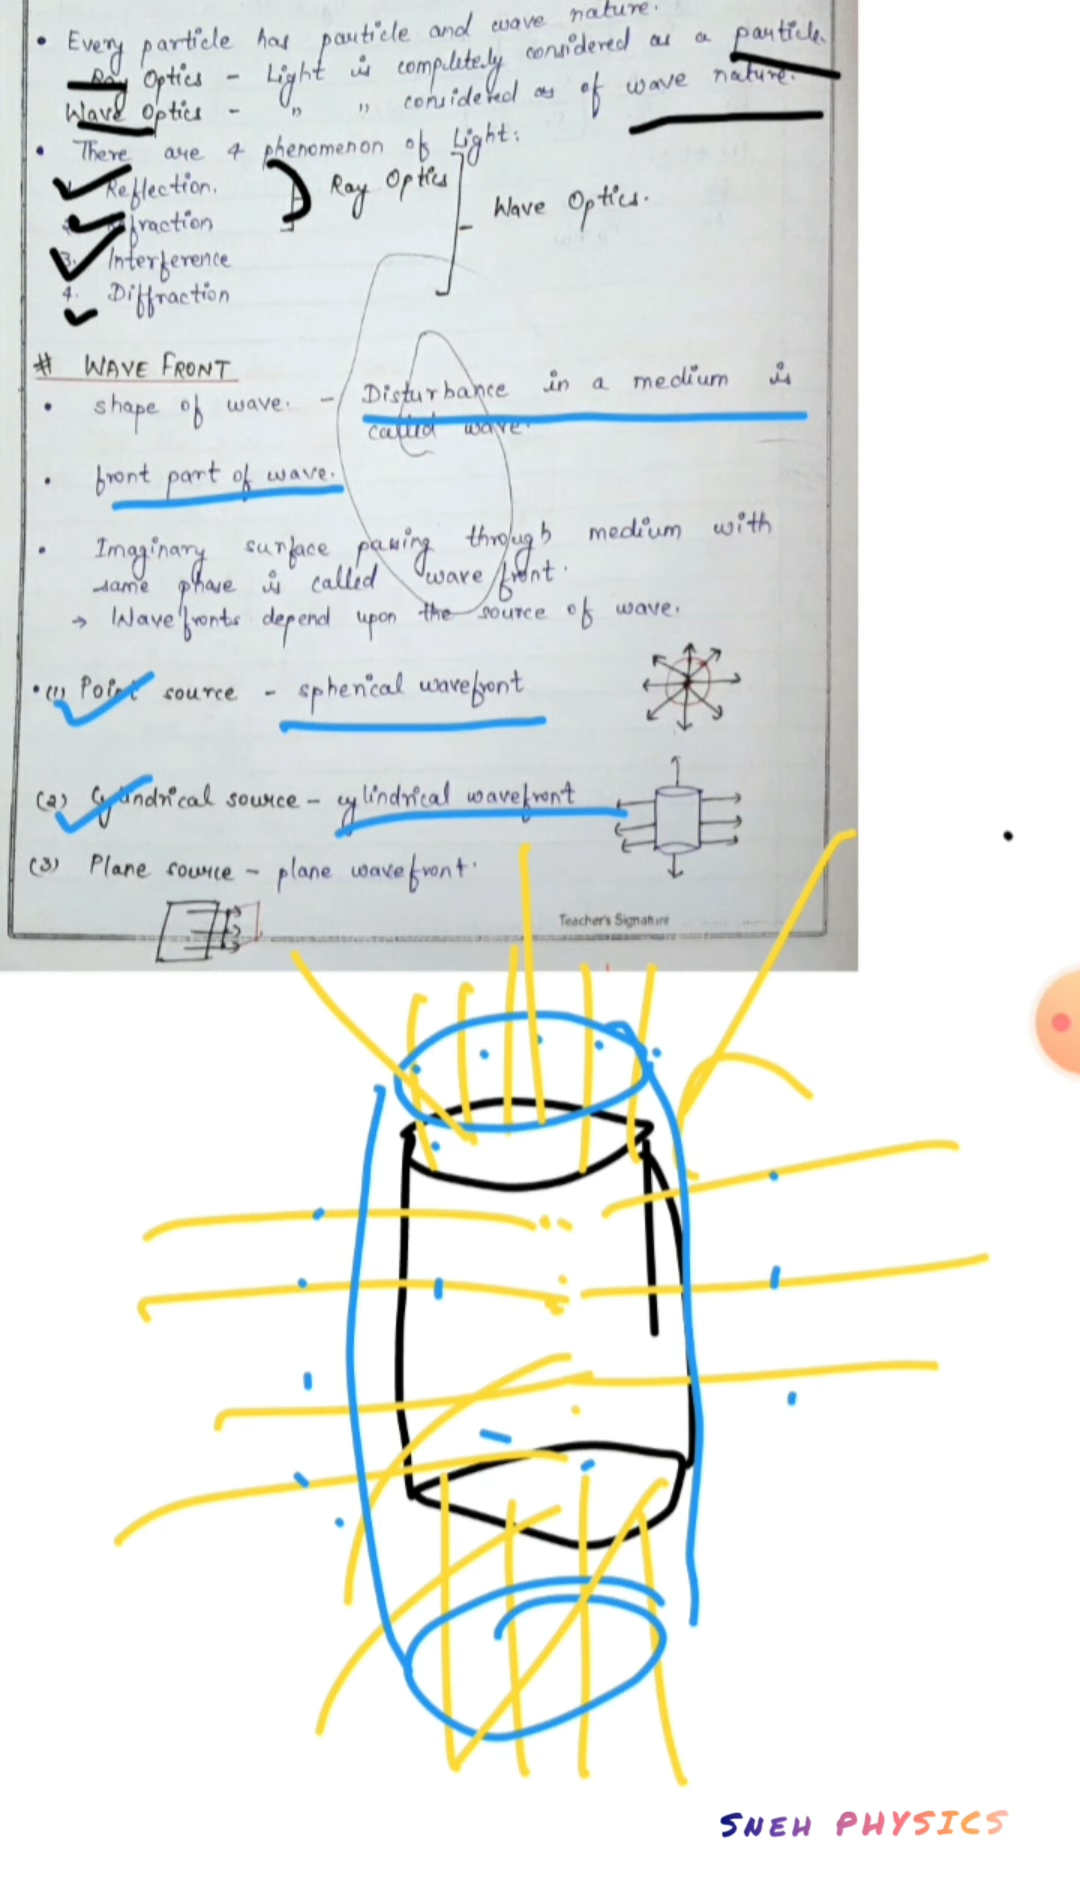 • Every particle has particle and wave nature.
Ray Optics - Light is completely considered as a particle.
Wave Optics - " " considered as of wave nature.
• There are 4 phenomenon of Light:
Reflection.
Refraction
3. Interference
4. Diffraction
Ray Optics
Wave Optics.
# WAVE FRONT
• shape of wave. - Disturbance in a medium is
called wave.
• front part of wave.
• Imaginary surface passing through medium with
same phase is called wave front.
→ Wavefronts depend upon the source of wave.
•(1) Point source - spherical wavefront
(2) Cylindrical source - cylindrical wavefront
(3) Plane source - plane wavefront.
Teacher's Signature
SNEH PHYSICS